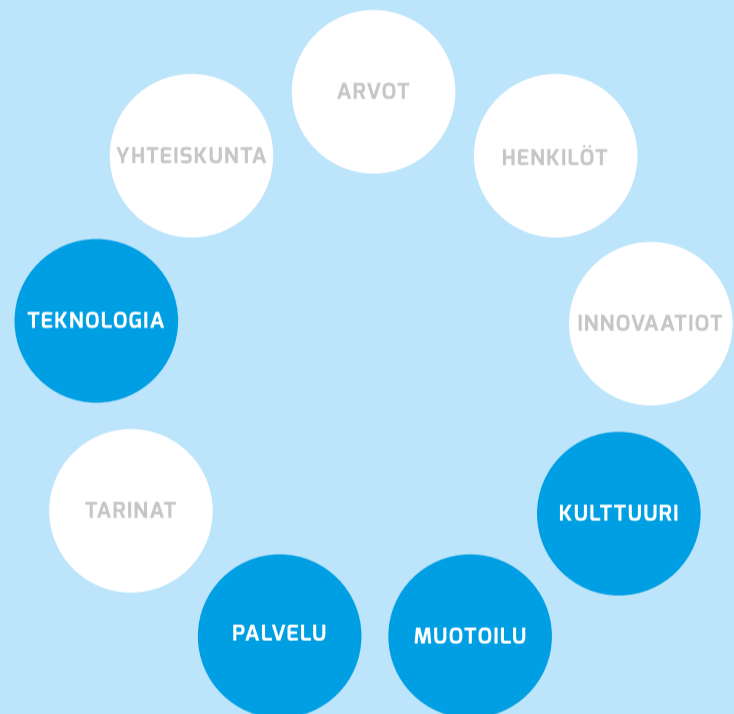 ARVOT
YHTEISKUNTA
HENKILÖT
TEKNOLOGIA
INNOVAATIOT
TARINAT
KULTTUURI
PALVELU
MUOTOILU